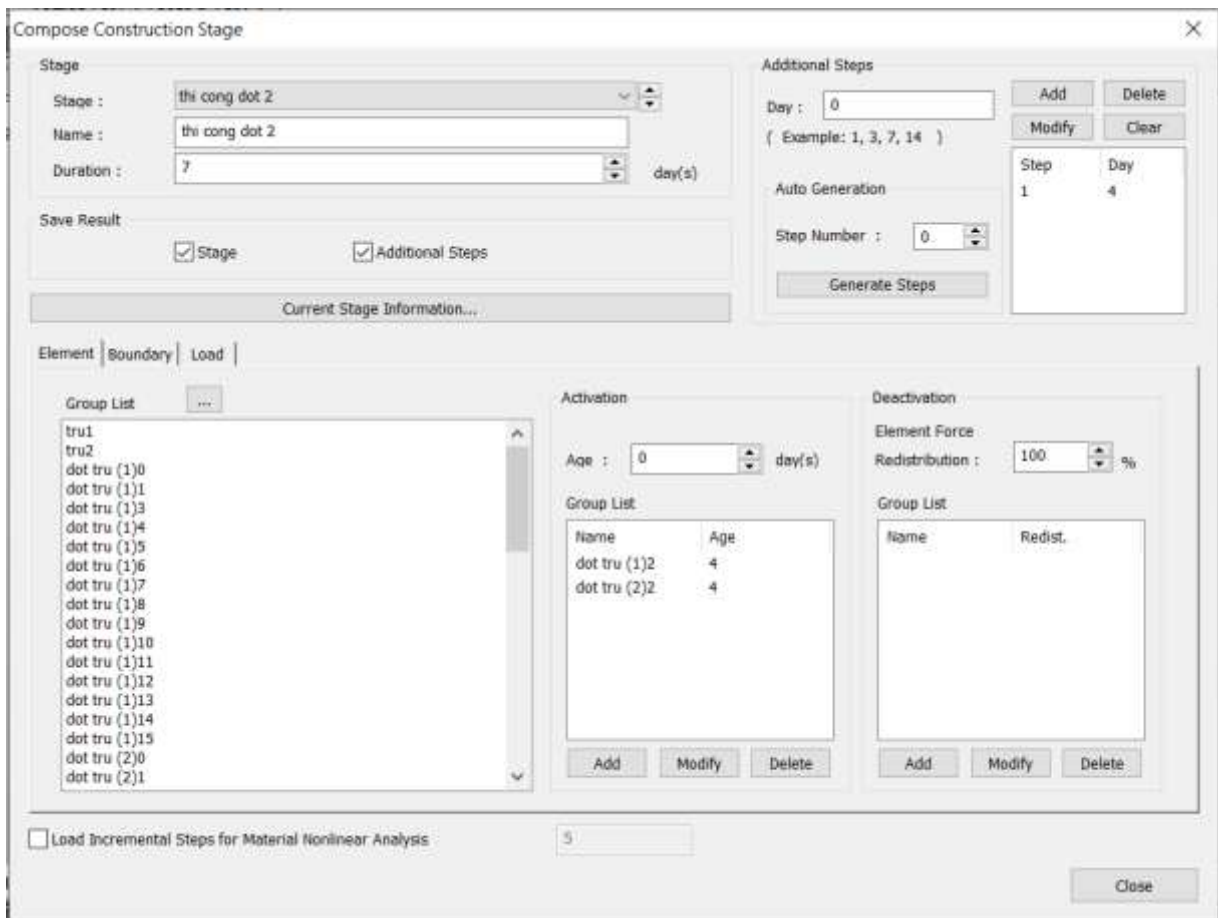 Compose Construction Stage
Stage
Stage :
thi cong dot 2
Name :
thi cong dot 2
Duration :
7
day(s)
Save Result
Stage
Additional Steps
Current Stage Information...
Additional Steps
Day :
0
( Example: 1, 3, 7, 14 )
Auto Generation
Step Number :
0
Generate Steps
Add
Delete
Modify
Clear
Step Day
1 4
Element
Boundary
Load
Group List
...
tru1
tru2
dot tru (1)0
dot tru (1)1
dot tru (1)3
dot tru (1)4
dot tru (1)5
dot tru (1)6
dot tru (1)7
dot tru (1)8
dot tru (1)9
dot tru (1)10
dot tru (1)11
dot tru (1)12
dot tru (1)13
dot tru (1)14
dot tru (1)15
dot tru (2)0
dot tru (2)1
Activation
Age :
0
day(s)
Group List
Name Age
dot tru (1)2 4
dot tru (2)2 4
Add
Modify
Delete
Deactivation
Element Force
Redistribution :
100
%
Group List
Name Redist.
Add
Modify
Delete
Load Incremental Steps for Material Nonlinear Analysis
5
Close